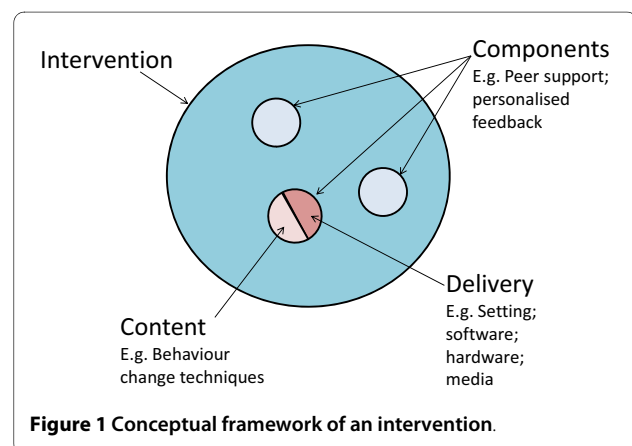 Intervention
Components
E.g. Peer support;
personalised
feedback
Delivery
E.g. Setting;
software;
hardware;
media
Content
E.g. Behaviour
change techniques
Figure 1 Conceptual framework of an intervention.